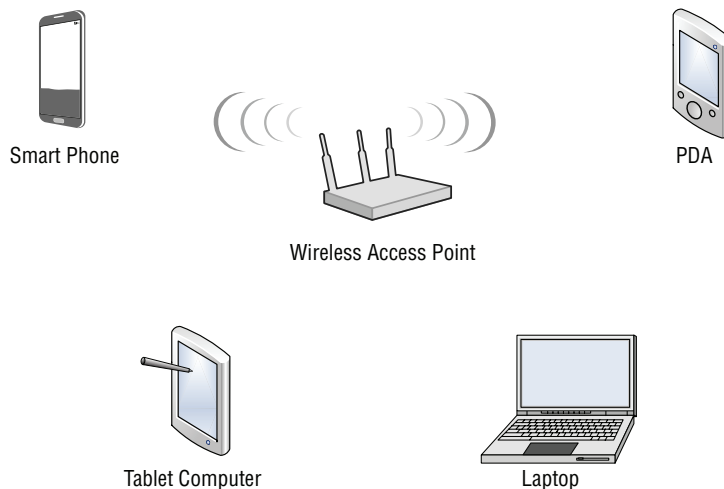 Smart Phone
PDA
Wireless Access Point
Tablet Computer
Laptop